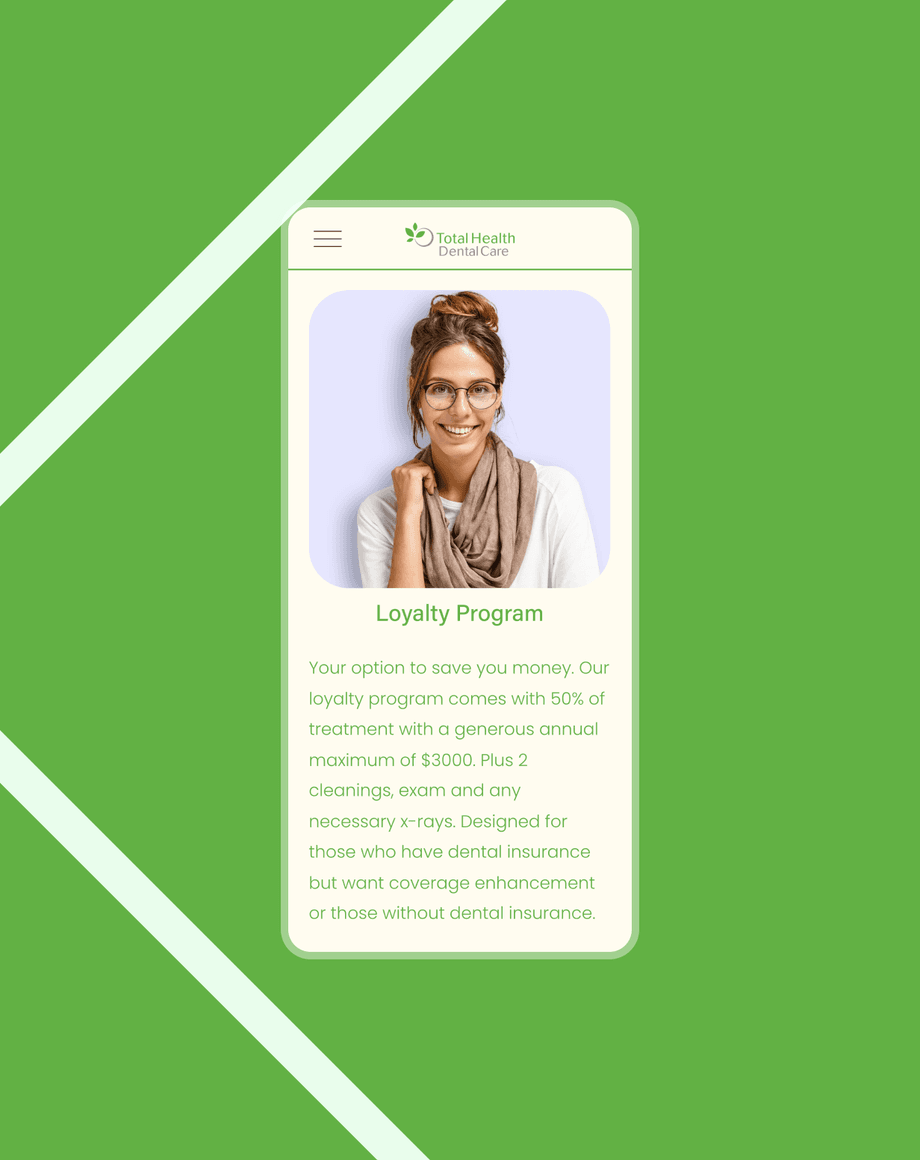 Total Health
Dental Care
Loyalty Program
Your option to save you money. Our
loyalty program comes with 50% of
treatment with a generous annual
maximum of $3000. Plus 2
cleanings, exam and any
necessary x-rays. Designed for
those who have dental insurance
but want coverage enhancement
or those without dental insurance.